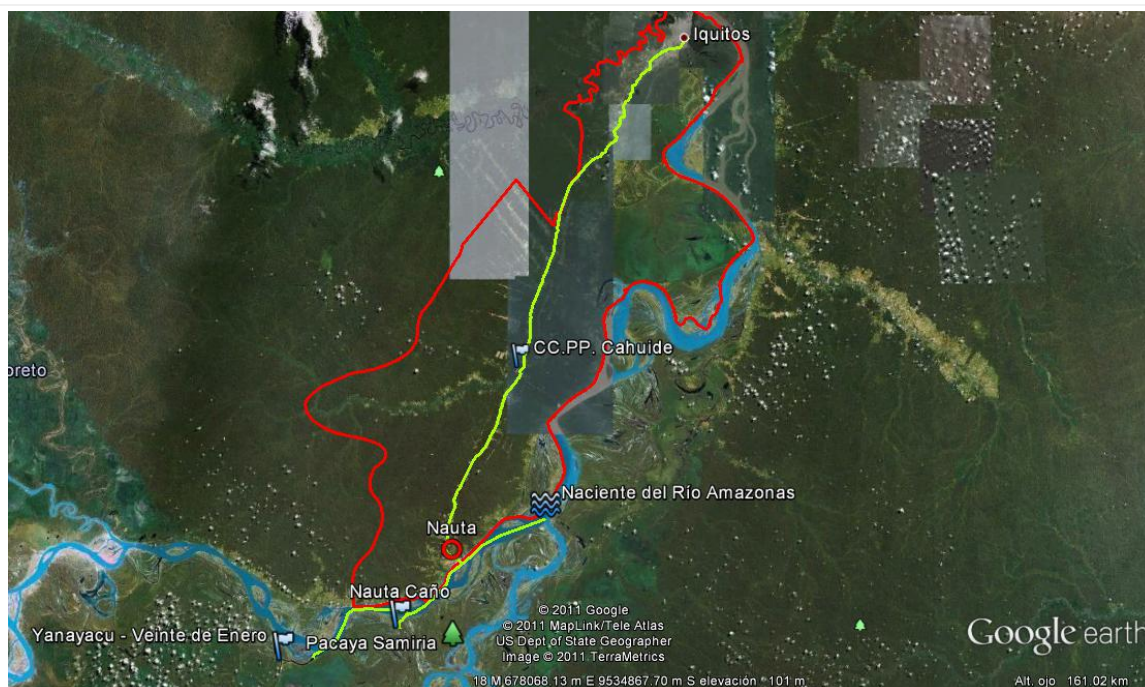 Iquitos
oreto
CC.PP. Cahuide
Naciente del Río Amazonas
Nauta
Nauta Caño
Yanayacu - Veinte de Enero
Pacaya Samiria
© 2011 Google
© 2011 MapLink/Tele Atlas
US Dept of State Geographer
Image © 2011 TerraMetrics
Google earth
18 M 678068.13 m E 9534867.70 m S elevación 101 m
Alt. ojo 161.02 km